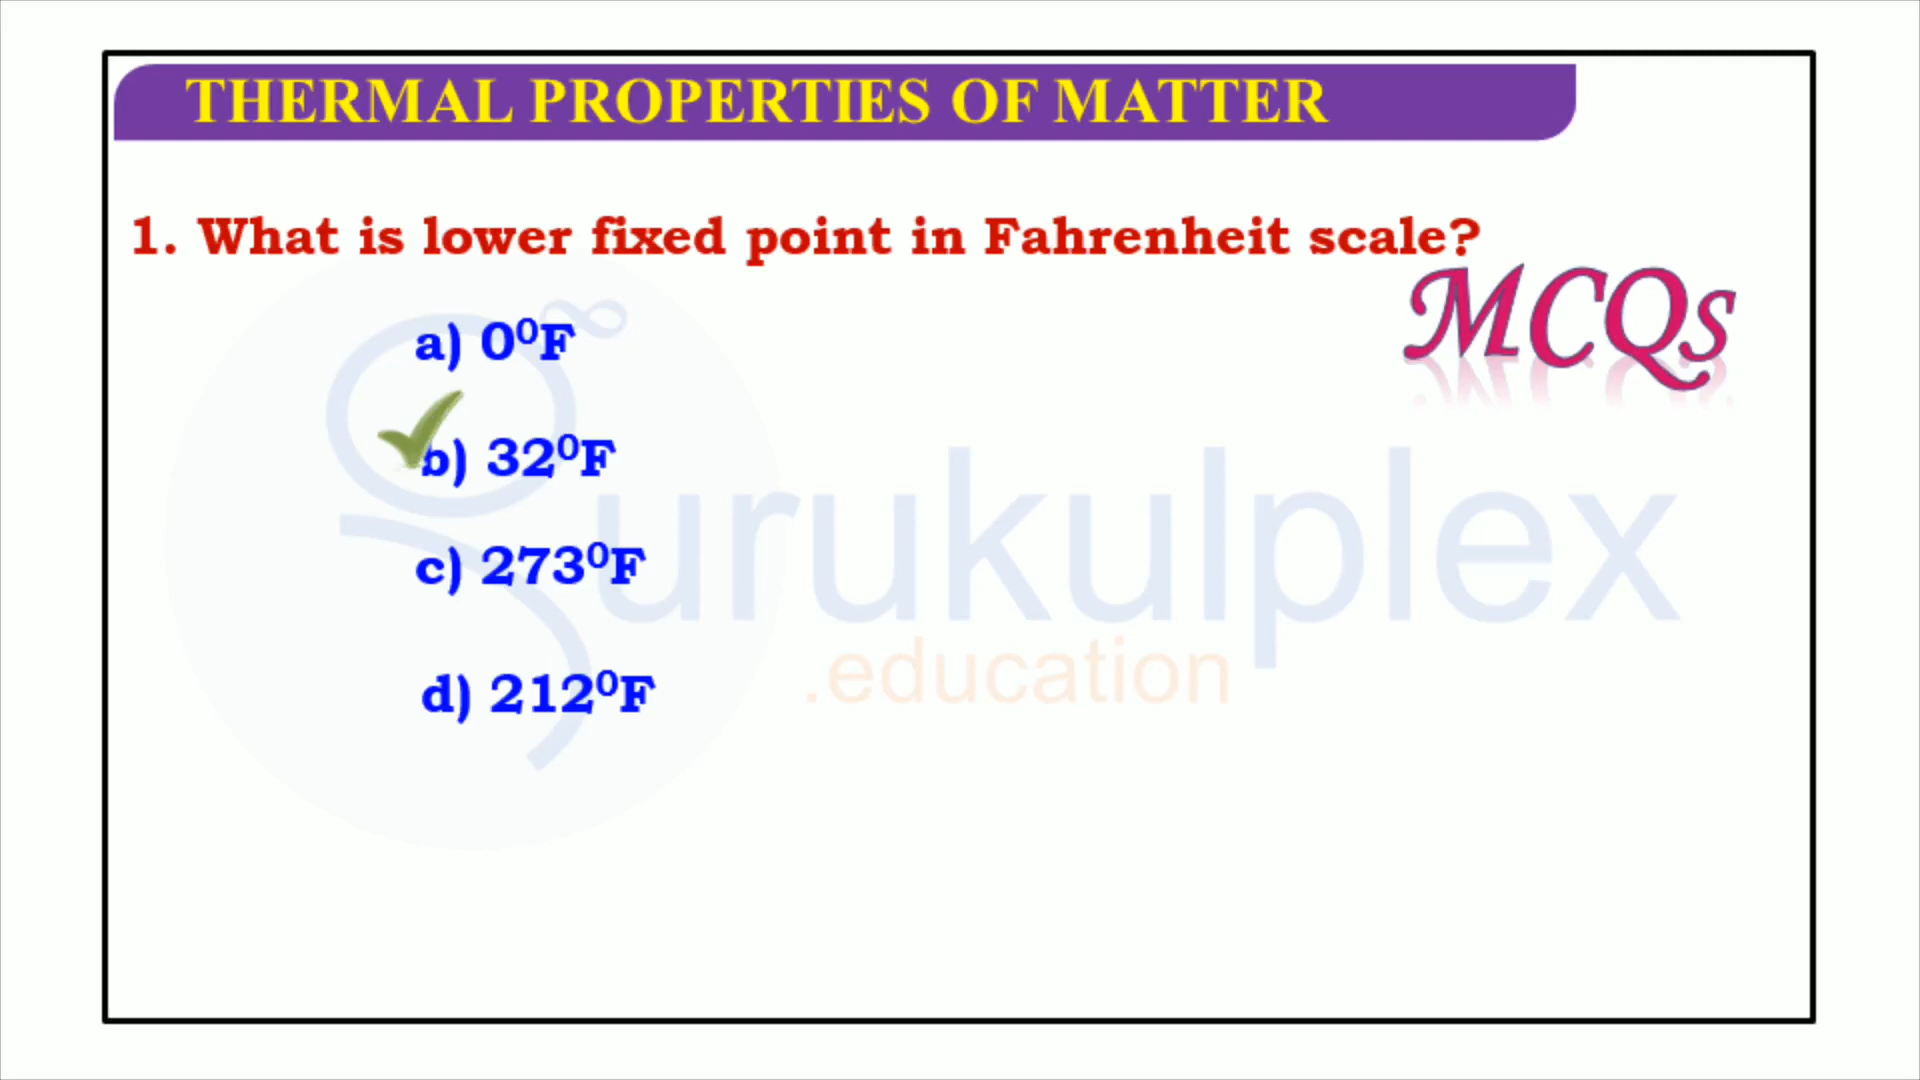 THERMAL PROPERTIES OF MATTER
1. What is lower fixed point in Fahrenheit scale?
MCQs
a) 0⁰F
b) 32⁰F
c) 273⁰F
d) 212⁰F
urukulplex
.education